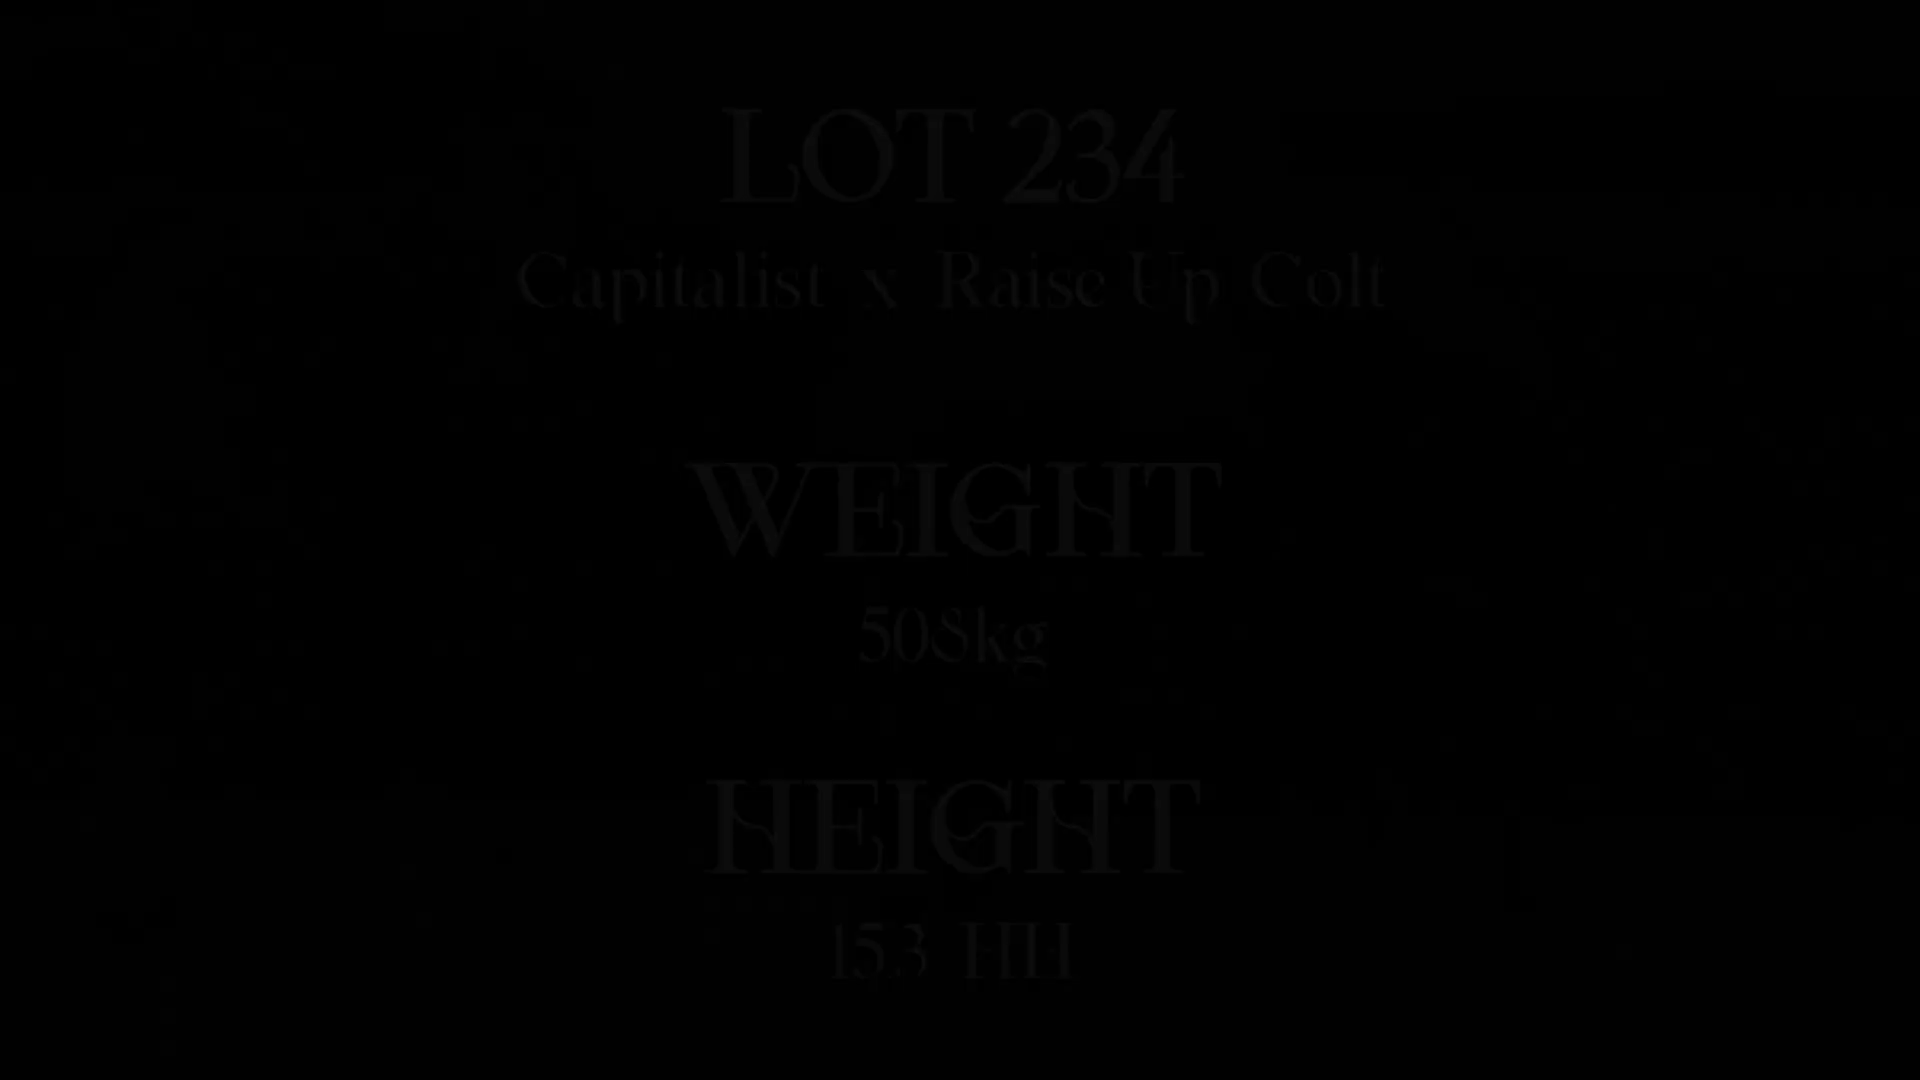 LOT 234
Capitalist x Raise Up Colt
WEIGHT
508kg
HEIGHT
15.3 HH